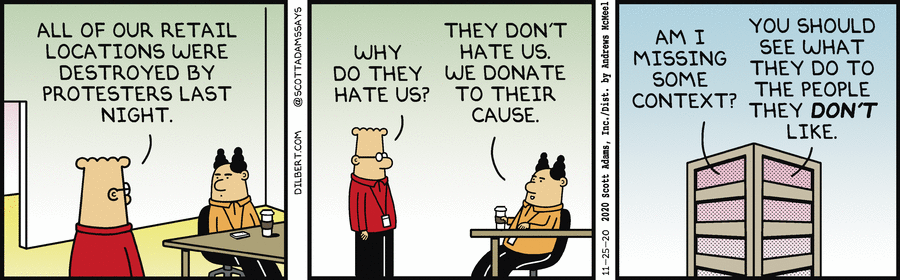 ALL OF OUR RETAIL
LOCATIONS WERE
DESTROYED BY
PROTESTERS LAST
NIGHT.
DILBERT.COM @SCOTTADAMSSAYS
WHY
DO THEY
HATE US?
THEY DON'T
HATE US.
WE DONATE
TO THEIR
CAUSE.
11-25-20 2020 Scott Adams, Inc./Dist. by Andrews McMeel
AM I
MISSING
SOME
CONTEXT?
YOU SHOULD
SEE WHAT
THEY DO TO
THE PEOPLE
THEY DON'T
LIKE.